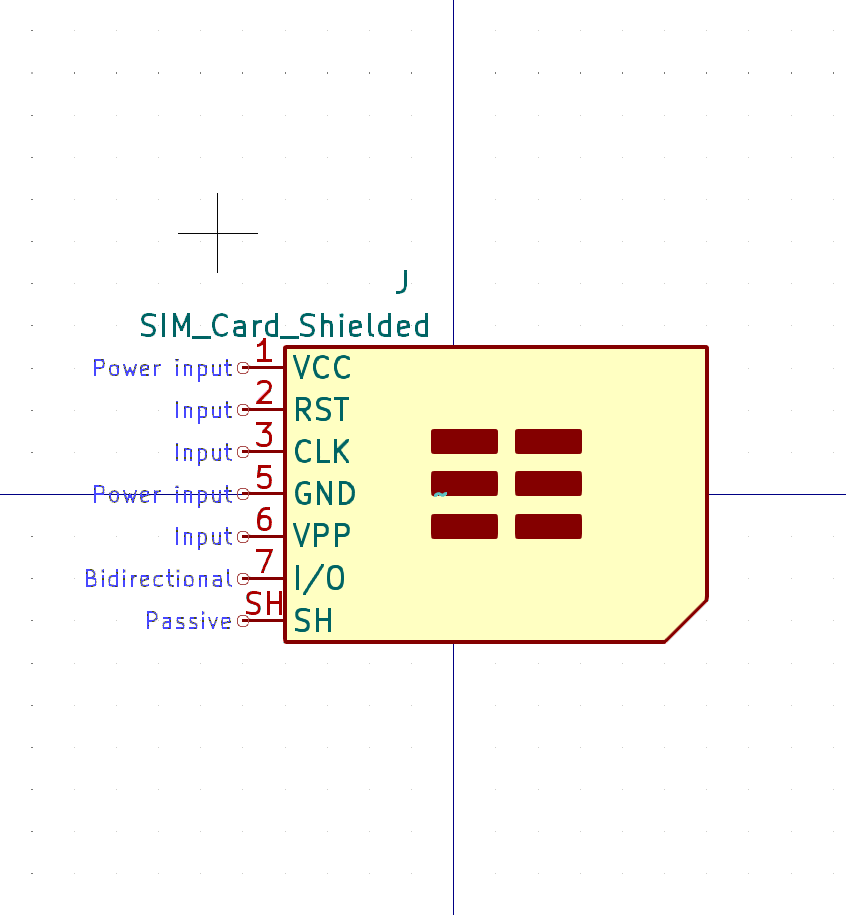 J
SIM_Card_Shielded
Power input 1 VCC
Input 2 RST
Input 3 CLK
Power input 5 GND
~
Input 6 VPP
Bidirectional 7 I/O
Passive SH SH